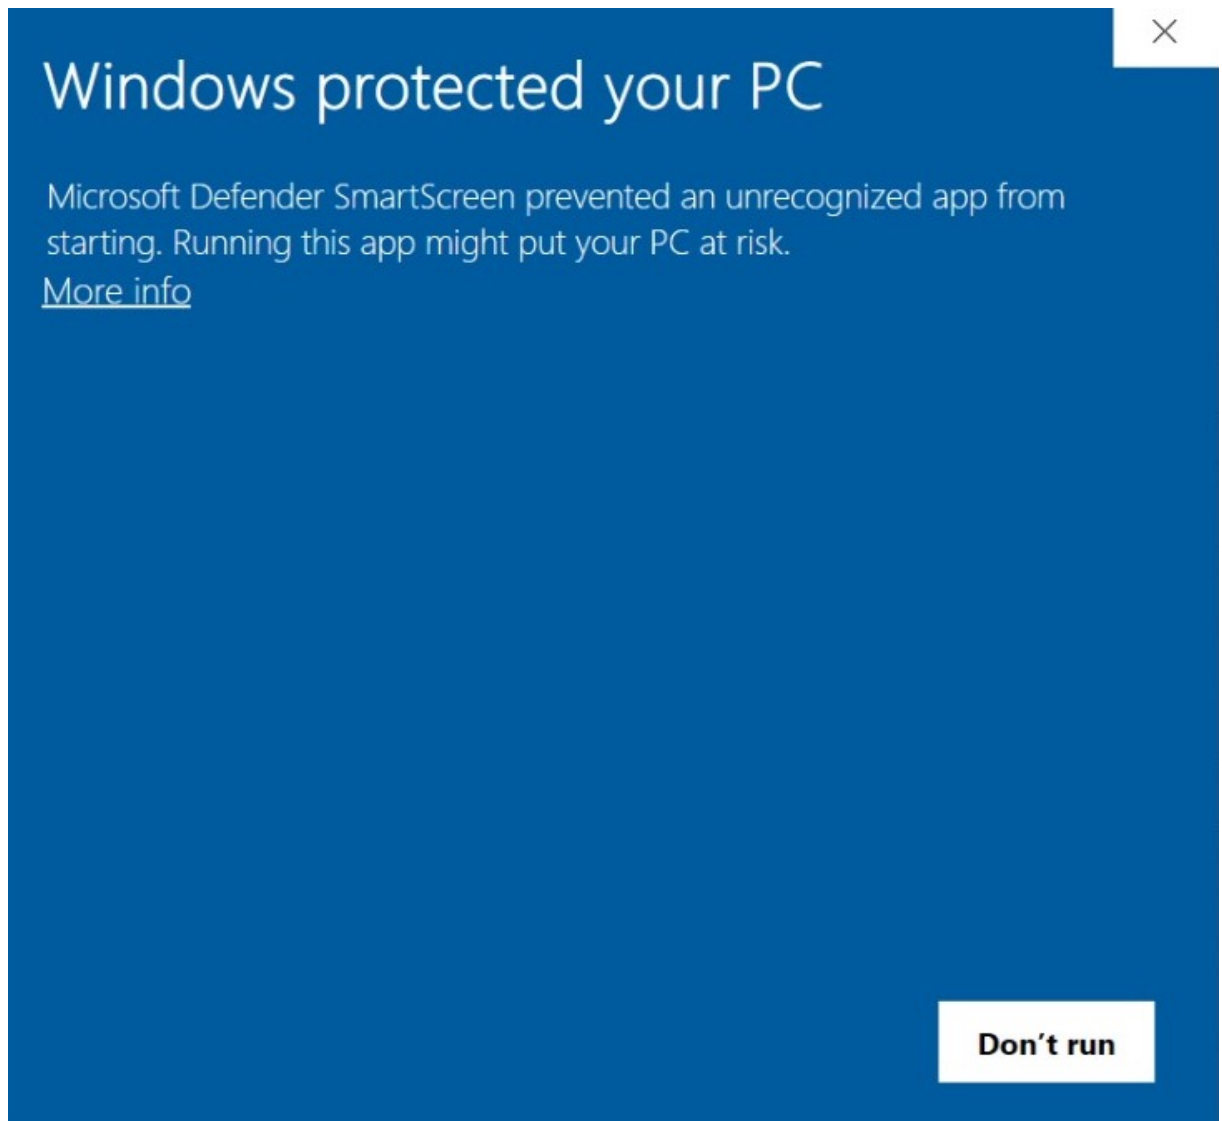 Windows protected your PC
Microsoft Defender SmartScreen prevented an unrecognized app from
starting. Running this app might put your PC at risk.
More info
Don’t run